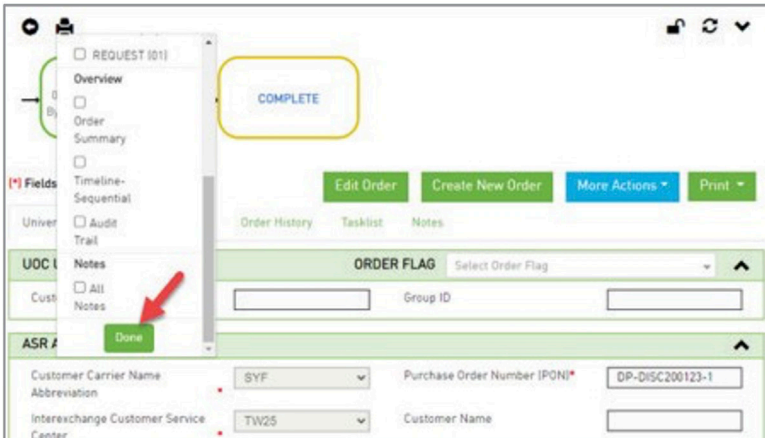 REQUEST (01)
Overview
Order
Summary
Timeline-
Sequential
Audit
Trail
Notes
All
Notes
Done
COMPLETE
(*) Fields
Edit Order
Create New Order
More Actions
Print
Order History
Tasklist
Notes
ORDER FLAG
Select Order Flag
Group ID
Customer Carrier Name
Abbreviation *
SYF
Purchase Order Number (PON)*
DP-DISC200123-1
Interexchange Customer Service
Center *
TW25
Customer Name